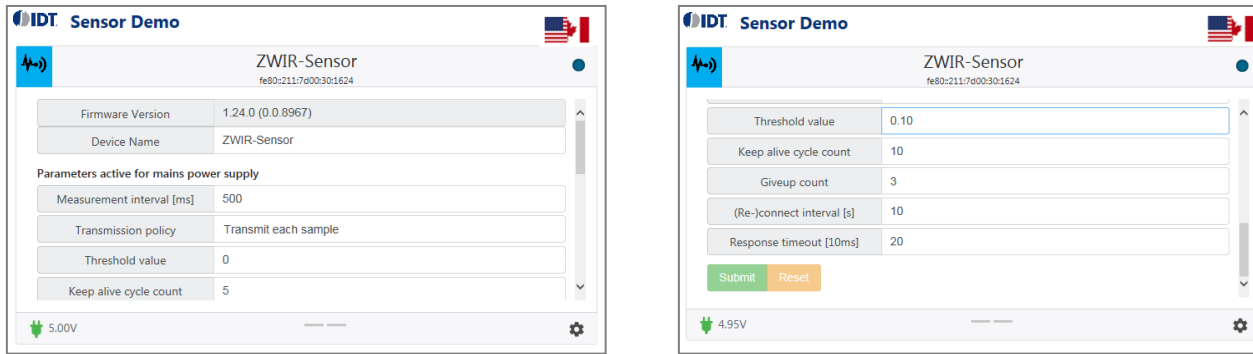 IDT. Sensor Demo
ZWIR-Sensor
fe80::211:7d00:30:1624
Firmware Version 1.24.0 (0.0.8967)
Device Name ZWIR-Sensor
Parameters active for mains power supply
Measurement interval [ms] 500
Transmission policy Transmit each sample
Threshold value 0
Keep alive cycle count 5
5.00V
IDT. Sensor Demo
ZWIR-Sensor
fe80::211:7d00:30:1624
Threshold value 0.10
Keep alive cycle count 10
Giveup count 3
(Re-)connect interval [s] 10
Response timeout [10ms] 20
Submit Reset
4.95V